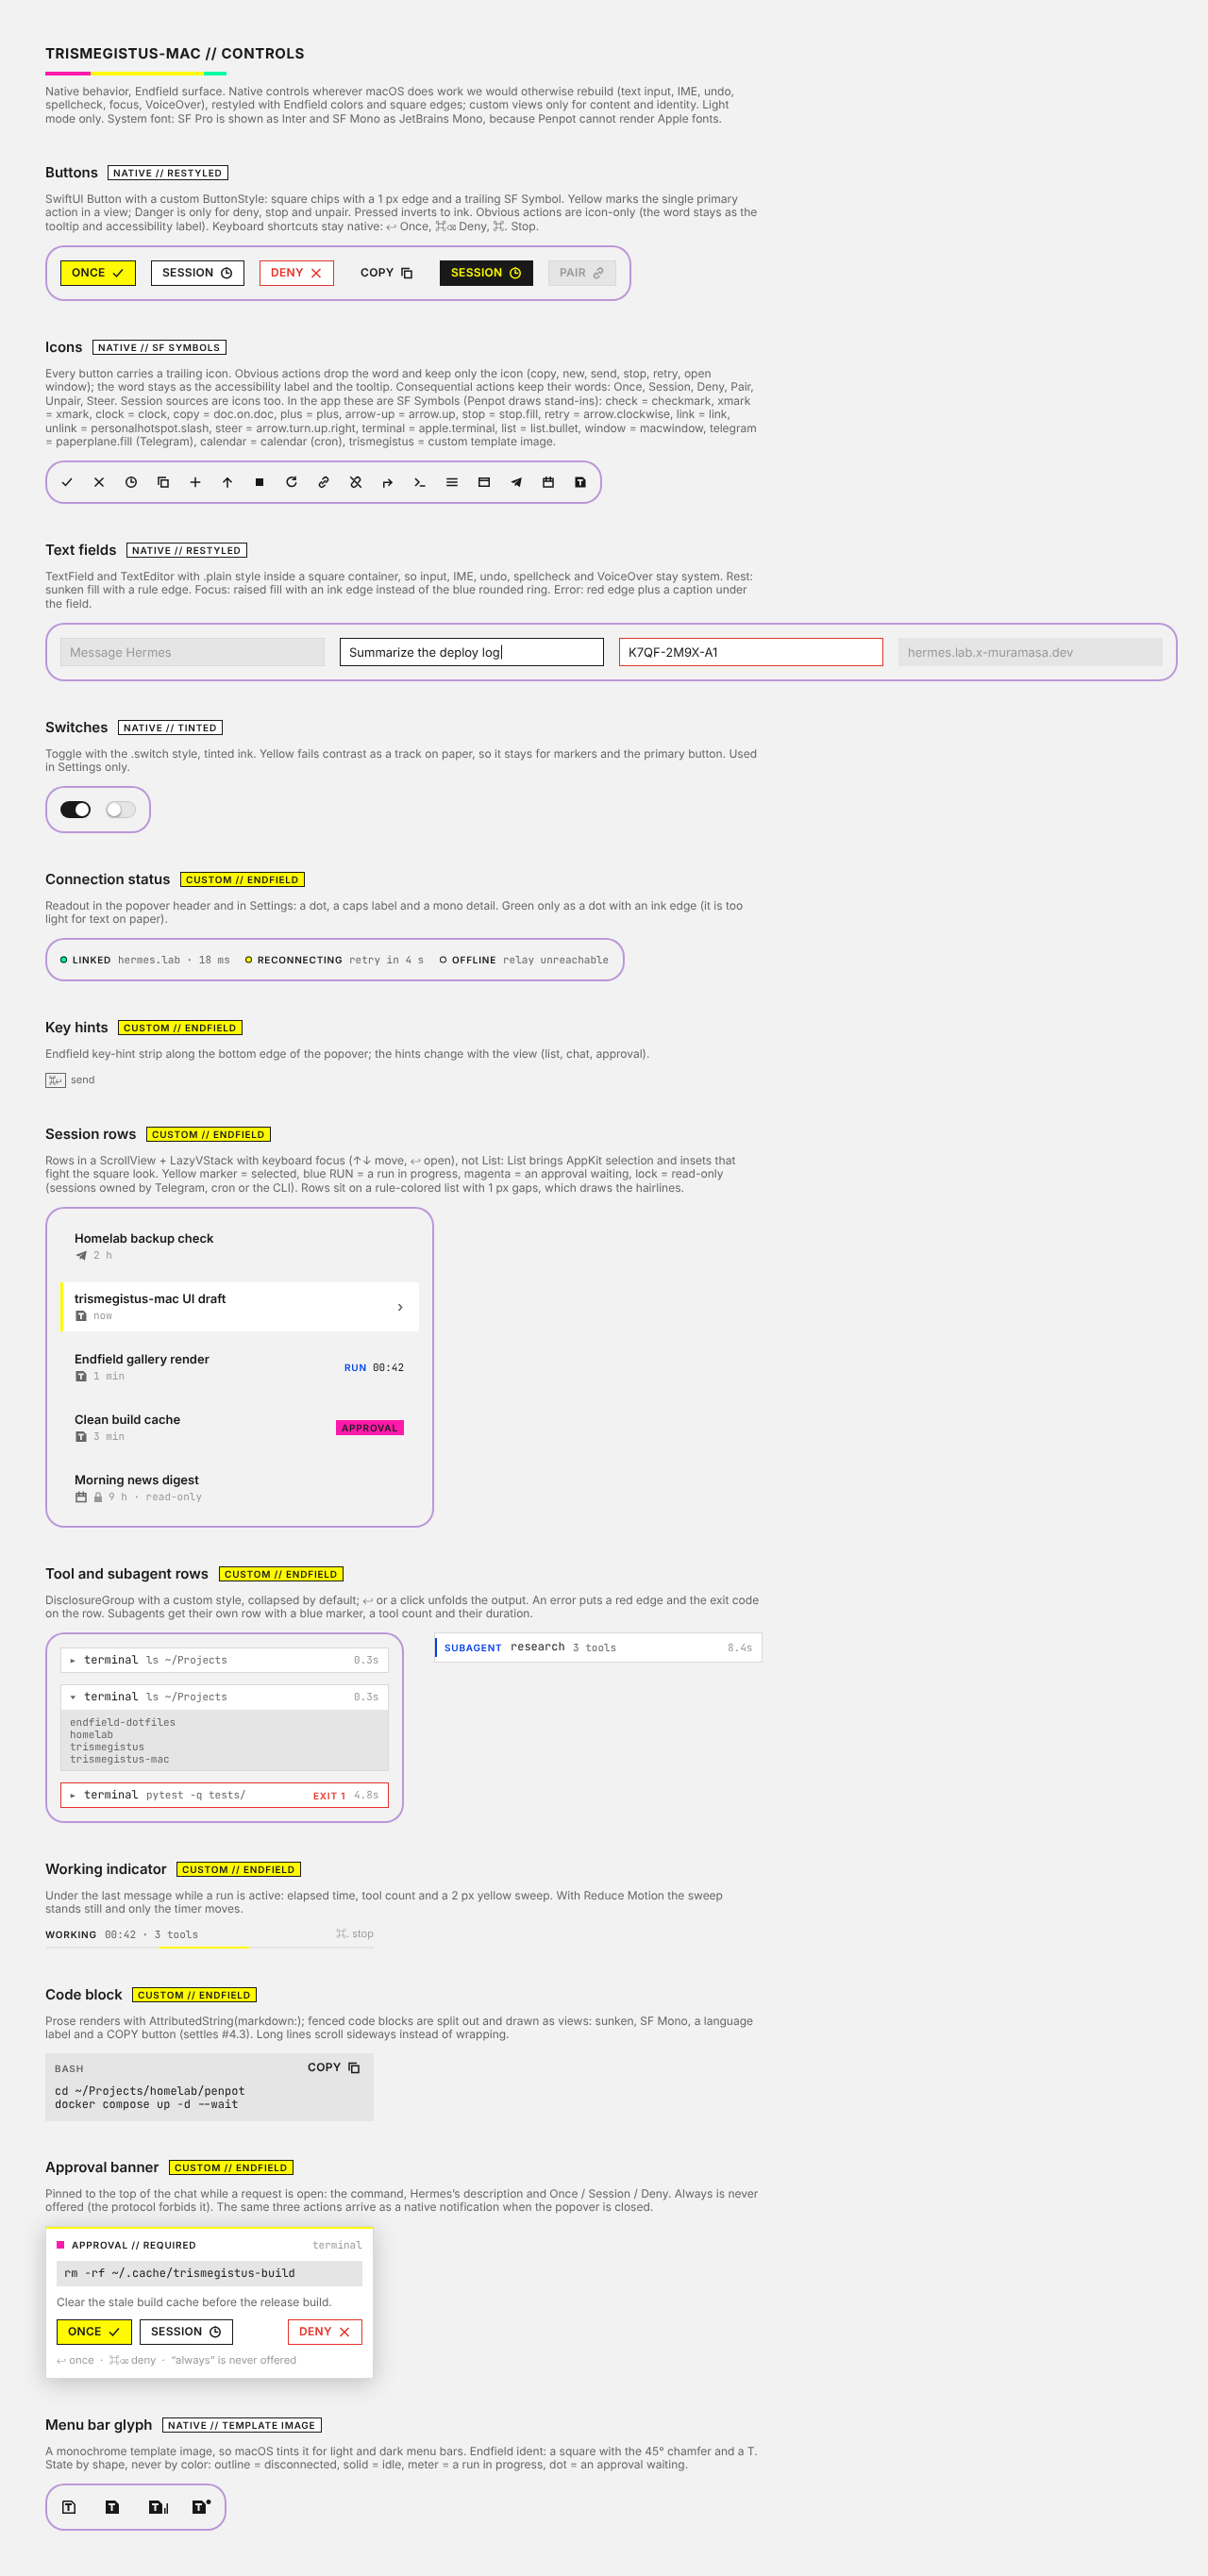 TRISMEGISTUS-MAC // CONTROLS
Native behavior, Endfield surface. Native controls wherever macOS does work we would otherwise rebuild (text input, IME, undo,
spellcheck, focus, VoiceOver), restyled with Endfield colors and square edges; custom views only for content and identity. Light
mode only. System font: SF Pro is shown as Inter and SF Mono as JetBrains Mono, because Penpot cannot render Apple fonts.
Buttons NATIVE // RESTYLED
SwiftUI Button with a custom ButtonStyle: square chips with a 1 px edge and a trailing SF Symbol. Yellow marks the single primary
action in a view; Danger is only for deny, stop and unpair. Pressed inverts to ink. Obvious actions are icon-only (the word stays as the
tooltip and accessibility label). Keyboard shortcuts stay native: ↩ Once, ⌘⌫ Deny, ⌘. Stop.
ONCE SESSION DENY COPY SESSION PAIR
Icons NATIVE // SF SYMBOLS
Every button carries a trailing icon. Obvious actions drop the word and keep only the icon (copy, new, send, stop, retry, open
window); the word stays as the accessibility label and the tooltip. Consequential actions keep their words: Once, Session, Deny, Pair,
Unpair, Steer. Session sources are icons too. In the app these are SF Symbols (Penpot draws stand-ins): check = checkmark, xmark
= xmark, clock = clock, copy = doc.on.doc, plus = plus, arrow-up = arrow.up, stop = stop.fill, retry = arrow.clockwise, link = link,
unlink = personalhotspot.slash, steer = arrow.turn.up.right, terminal = apple.terminal, list = list.bullet, window = macwindow, telegram
= paperplane.fill (Telegram), calendar = calendar (cron), trismegistus = custom template image.
Text fields NATIVE // RESTYLED
TextField and TextEditor with .plain style inside a square container, so input, IME, undo, spellcheck and VoiceOver stay system. Rest:
sunken fill with a rule edge. Focus: raised fill with an ink edge instead of the blue rounded ring. Error: red edge plus a caption under
the field.
Message Hermes Summarize the deploy log K7QF-2M9X-A1 hermes.lab.x-muramasa.dev
Switches NATIVE // TINTED
Toggle with the .switch style, tinted ink. Yellow fails contrast as a track on paper, so it stays for markers and the primary button. Used
in Settings only.
Connection status CUSTOM // ENDFIELD
Readout in the popover header and in Settings: a dot, a caps label and a mono detail. Green only as a dot with an ink edge (it is too
light for text on paper).
LINKED hermes.lab · 18 ms RECONNECTING retry in 4 s OFFLINE relay unreachable
Key hints CUSTOM // ENDFIELD
Endfield key-hint strip along the bottom edge of the popover; the hints change with the view (list, chat, approval).
⌘↩ send
Session rows CUSTOM // ENDFIELD
Rows in a ScrollView + LazyVStack with keyboard focus (↑↓ move, ↩ open), not List: List brings AppKit selection and insets that
fight the square look. Yellow marker = selected, blue RUN = a run in progress, magenta = an approval waiting, lock = read-only
(sessions owned by Telegram, cron or the CLI). Rows sit on a rule-colored list with 1 px gaps, which draws the hairlines.
Homelab backup check
2 h
trismegistus-mac UI draft ›
now
Endfield gallery render RUN 00:42
1 min
Clean build cache APPROVAL
3 min
Morning news digest
9 h · read-only
Tool and subagent rows CUSTOM // ENDFIELD
DisclosureGroup with a custom style, collapsed by default; ↩ or a click unfolds the output. An error puts a red edge and the exit code
on the row. Subagents get their own row with a blue marker, a tool count and their duration.
▸ terminal ls ~/Projects 0.3s
SUBAGENT research 3 tools 8.4s
▾ terminal ls ~/Projects 0.3s
endfield-dotfiles
homelab
trismegistus
trismegistus-mac
▸ terminal pytest -q tests/ EXIT 1 4.8s
Working indicator CUSTOM // ENDFIELD
Under the last message while a run is active: elapsed time, tool count and a 2 px yellow sweep. With Reduce Motion the sweep
stands still and only the timer moves.
WORKING 00:42 · 3 tools ⌘. stop
Code block CUSTOM // ENDFIELD
Prose renders with AttributedString(markdown:); fenced code blocks are split out and drawn as views: sunken, SF Mono, a language
label and a COPY button (settles #4.3). Long lines scroll sideways instead of wrapping.
BASH COPY
cd ~/Projects/homelab/penpot
docker compose up -d --wait
Approval banner CUSTOM // ENDFIELD
Pinned to the top of the chat while a request is open: the command, Hermes's description and Once / Session / Deny. Always is never
offered (the protocol forbids it). The same three actions arrive as a native notification when the popover is closed.
APPROVAL // REQUIRED terminal
rm -rf ~/.cache/trismegistus-build
Clear the stale build cache before the release build.
ONCE SESSION DENY
↩ once · ⌘⌫ deny · “always” is never offered
Menu bar glyph NATIVE // TEMPLATE IMAGE
A monochrome template image, so macOS tints it for light and dark menu bars. Endfield ident: a square with the 45° chamfer and a T.
State by shape, never by color: outline = disconnected, solid = idle, meter = a run in progress, dot = an approval waiting.
T T T T